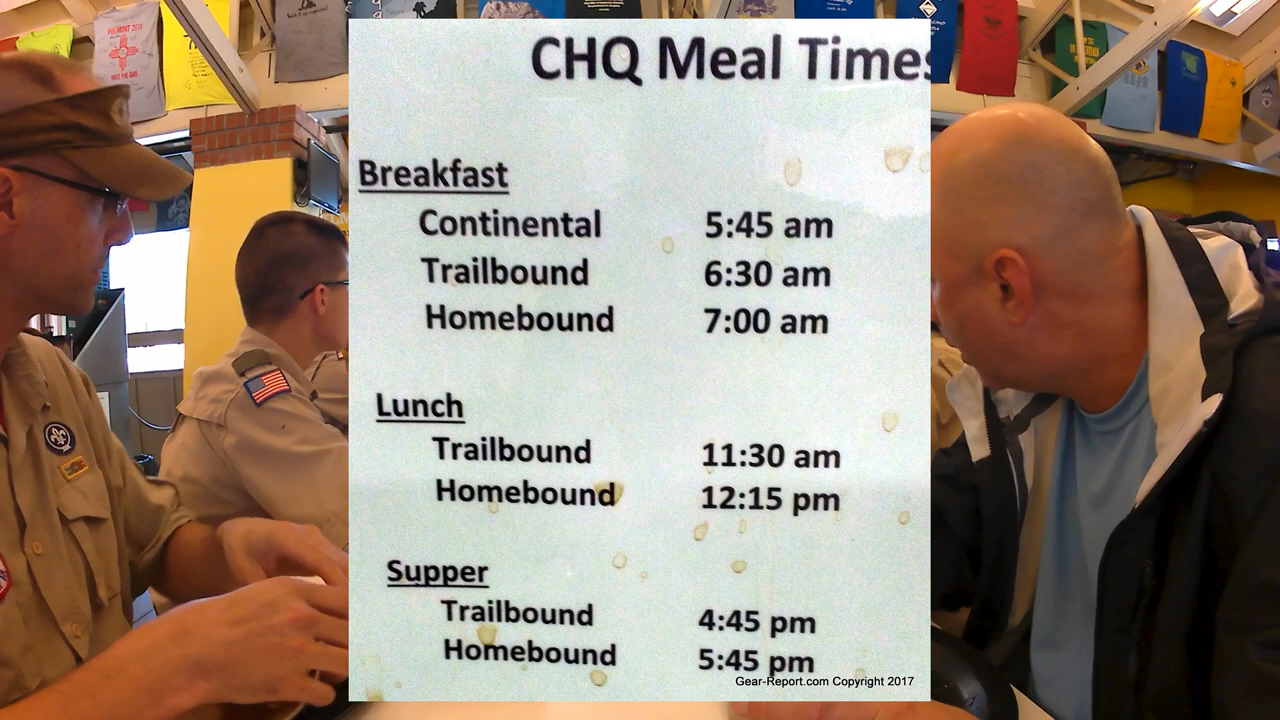 CHQ Meal Times
Breakfast
Continental 5:45 am
Trailbound 6:30 am
Homebound 7:00 am
Lunch
Trailbound 11:30 am
Homebound 12:15 pm
Supper
Trailbound 4:45 pm
Homebound 5:45 pm
Gear-Report.com Copyright 2017